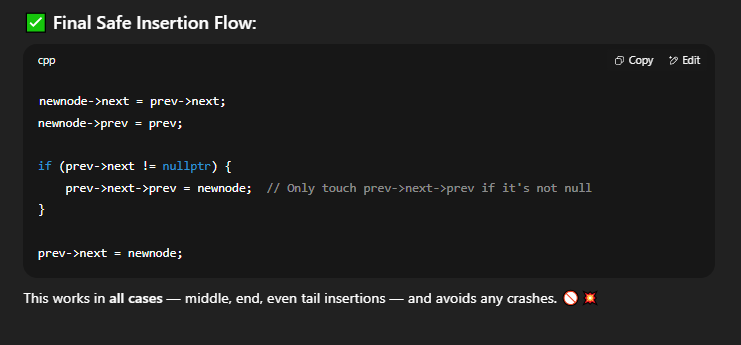 ✅ Final Safe Insertion Flow:
cpp
Copy
Edit
newnode->next = prev->next;
newnode->prev = prev;
if (prev->next != nullptr) {
    prev->next->prev = newnode;  // Only touch prev->next->prev if it's not null
}
prev->next = newnode;
This works in all cases — middle, end, even tail insertions — and avoids any crashes. 🚫 💥